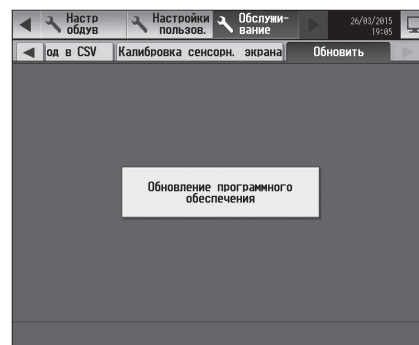 Настр обдув
Настройки пользов.
Обслужи-
вание
26/03/2015
19:05
од в CSV
Калибровка сенсорн. экрана
Обновить
Обновление программного
обеспечения